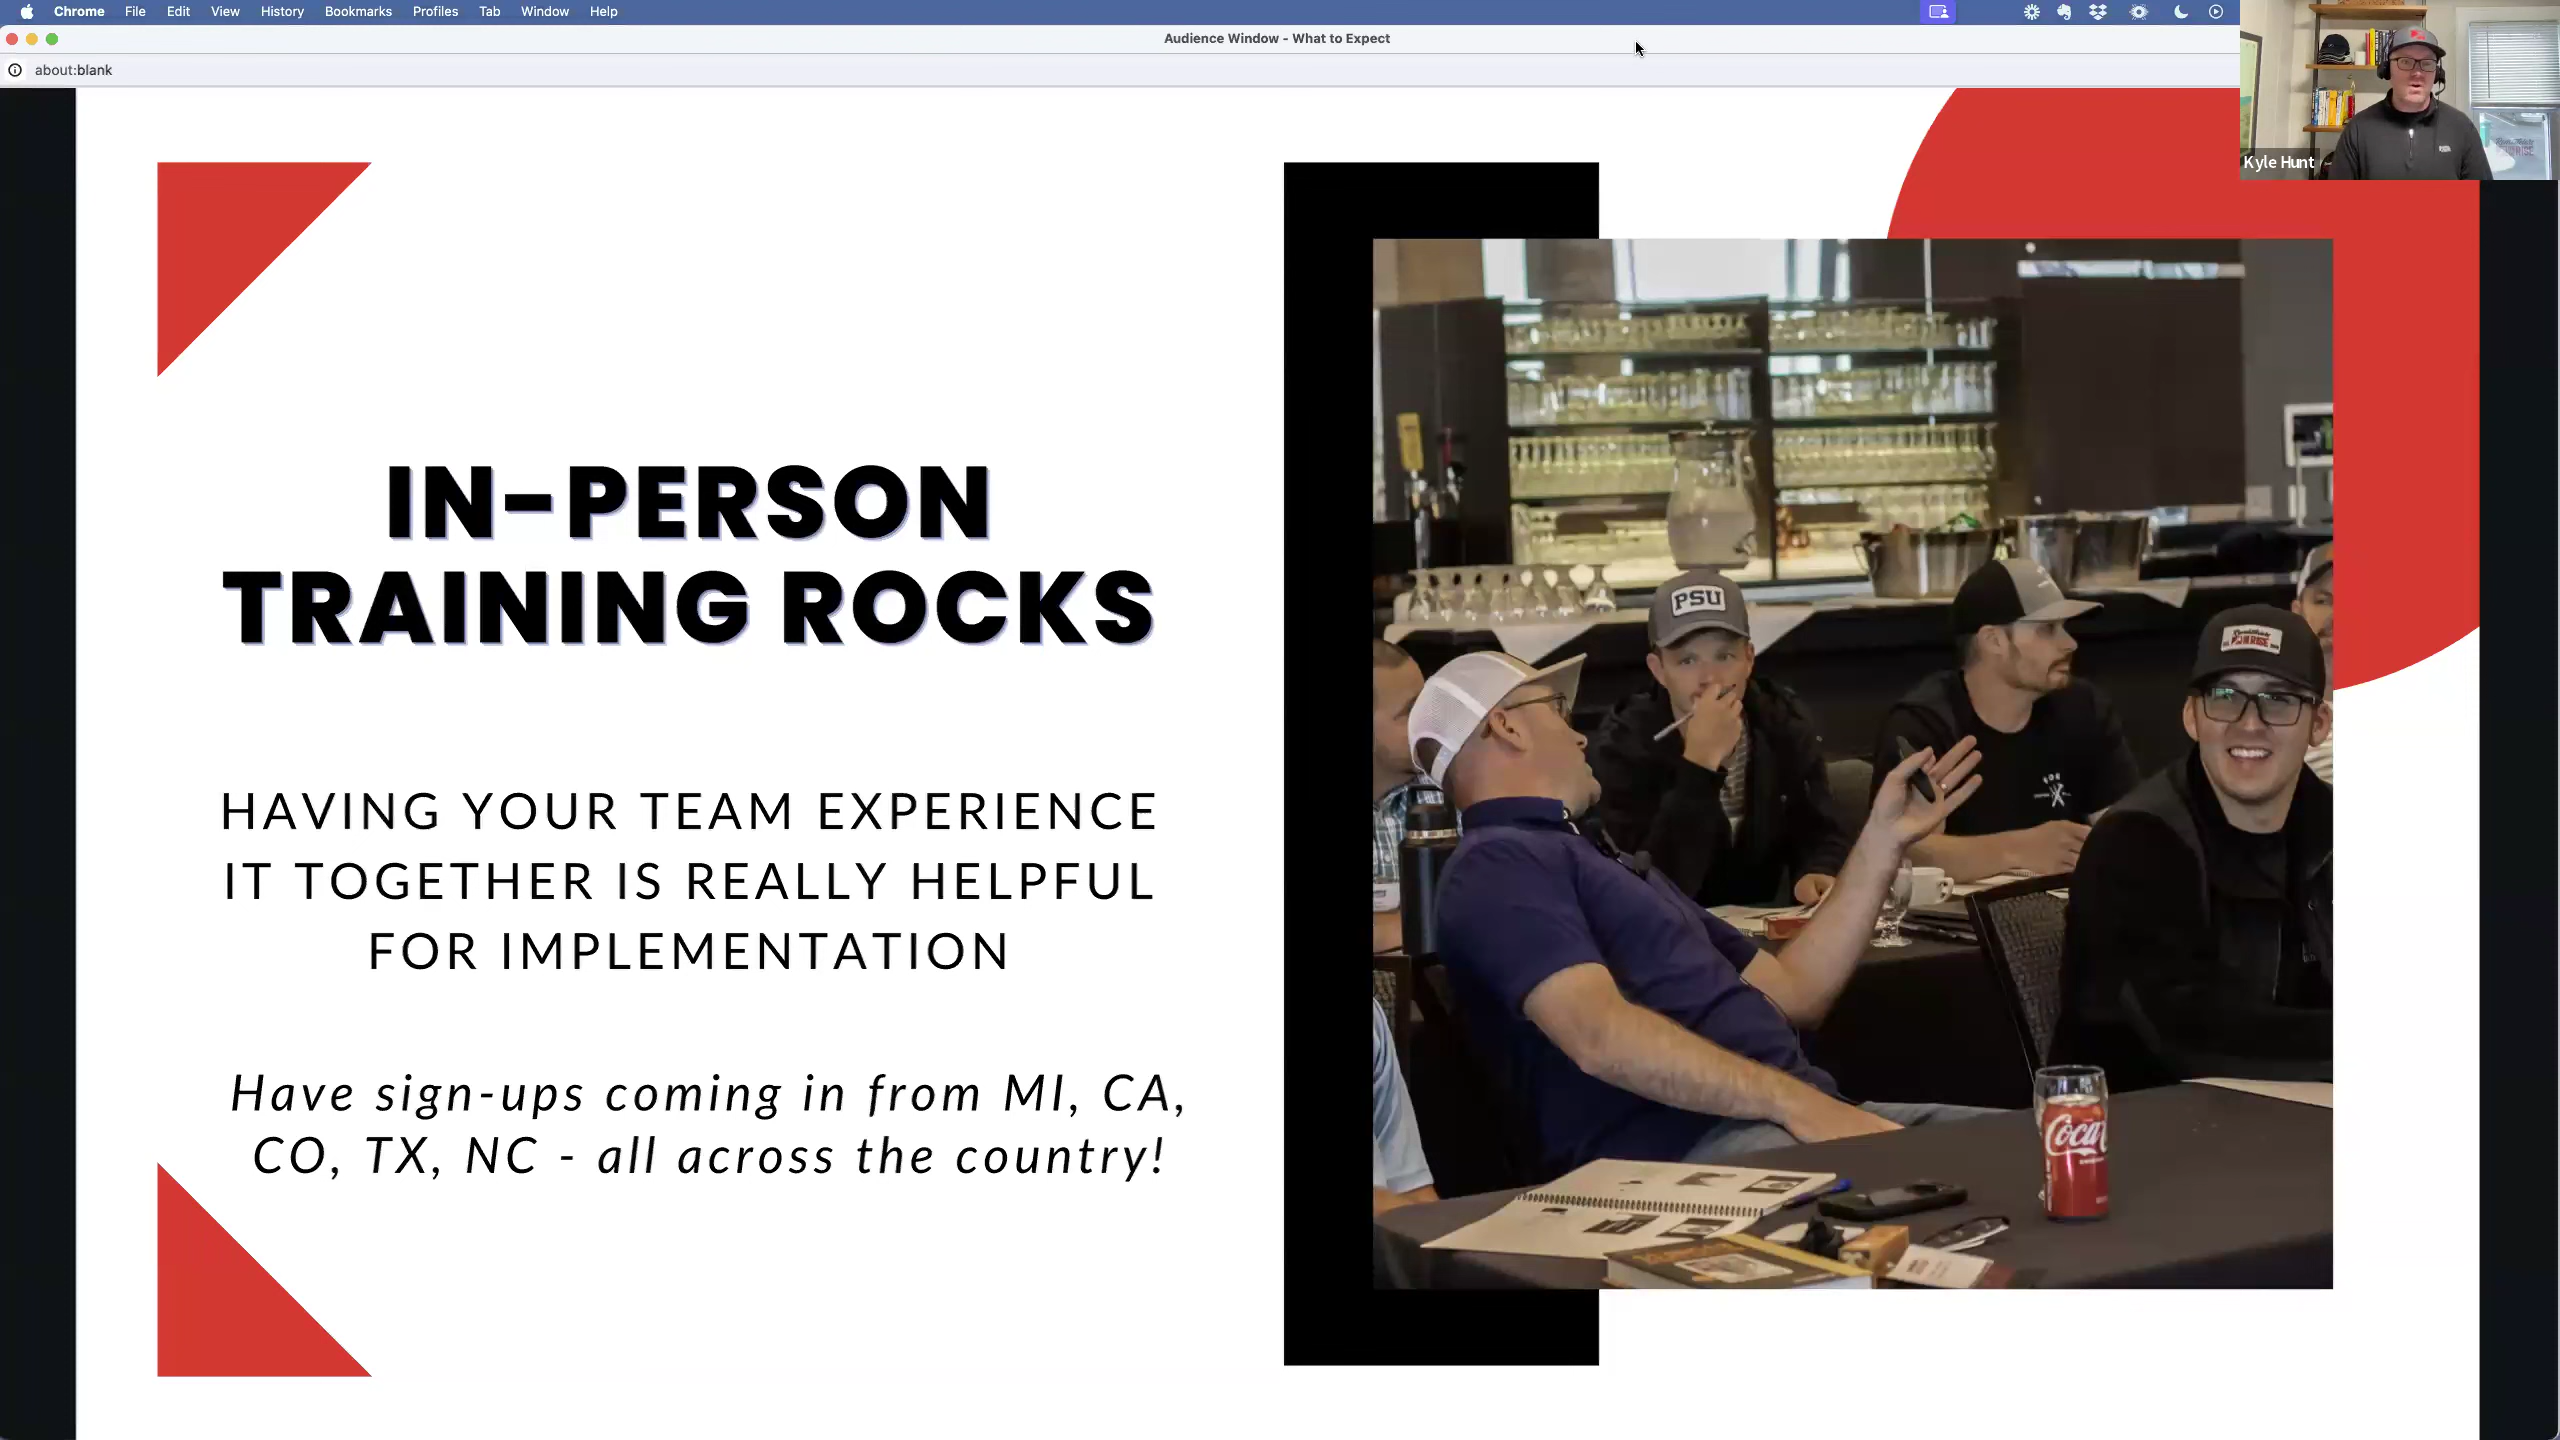 Chrome File Edit View History Bookmarks Profiles Tab Window Help
Audience Window - What to Expect
about:blank
Kyle Hunt
IN-PERSON
TRAINING ROCKS
HAVING YOUR TEAM EXPERIENCE
IT TOGETHER IS REALLY HELPFUL
FOR IMPLEMENTATION
Have sign-ups coming in from MI, CA,
CO, TX, NC - all across the country!
PSU
Coca